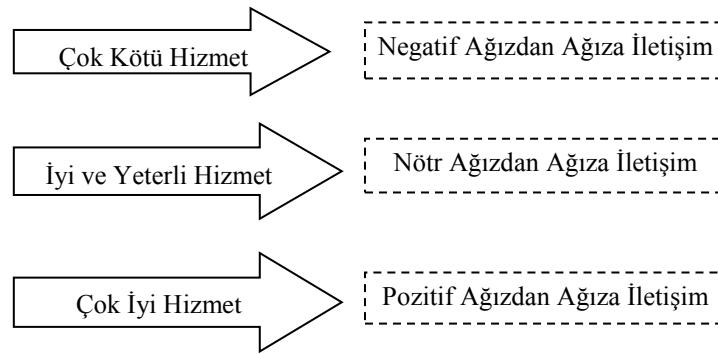 Çok Kötü Hizmet
Negatif Ağızdan Ağıza İletişim
İyi ve Yeterli Hizmet
Nötr Ağızdan Ağıza İletişim
Çok İyi Hizmet
Pozitif Ağızdan Ağıza İletişim